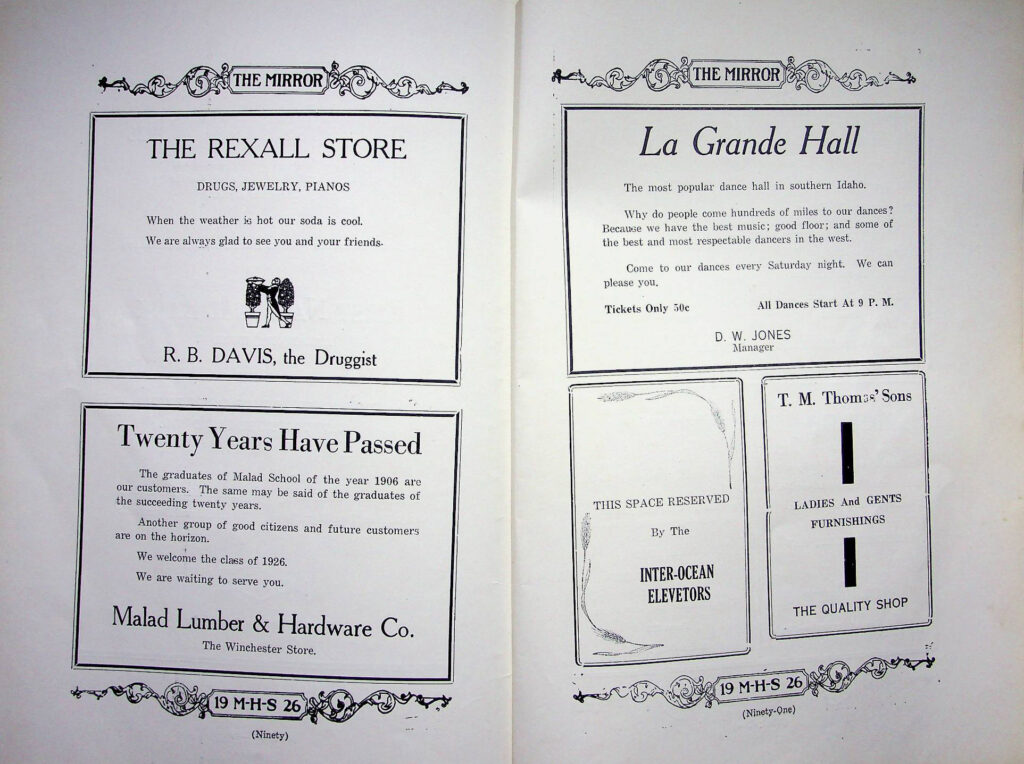 THE MIRROR
THE REXALL STORE
DRUGS, JEWELRY, PIANOS
When the weather is hot our soda is cool.
We are always glad to see you and your friends.
R. B. DAVIS, the Druggist
Twenty Years Have Passed
The graduates of Malad School of the year 1906 are
our customers. The same may be said of the graduates of
the succeeding twenty years.
Another group of good citizens and future customers
are on the horizon.
We welcome the class of 1926.
We are waiting to serve you.
Malad Lumber & Hardware Co.
The Winchester Store.
19 M-H-S 26
(Ninety)
THE MIRROR
La Grande Hall
The most popular dance hall in southern Idaho.
Why do people come hundreds of miles to our dances?
Because we have the best music; good floor; and some of
the best and most respectable dancers in the west.
Come to our dances every Saturday night. We can
please you.
Tickets Only 50c All Dances Start At 9 P. M.
D. W. JONES
Manager
THIS SPACE RESERVED
By The
INTER-OCEAN
ELEVETORS
T. M. Thomas' Sons
LADIES And GENTS
FURNISHINGS
THE QUALITY SHOP
19 M-H-S 26
(Ninety-One)